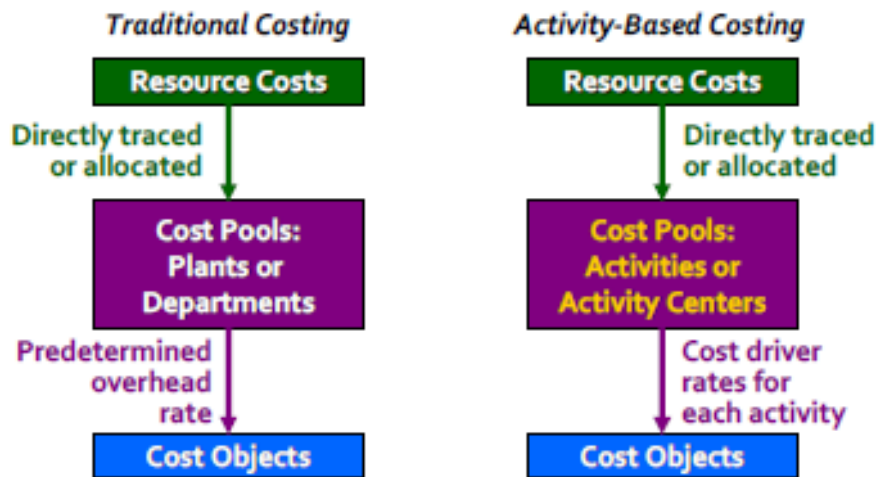 Traditional Costing
Resource Costs
Directly traced
or allocated
Cost Pools:
Plants or
Departments
Predetermined
overhead
rate
Cost Objects
Activity-Based Costing
Resource Costs
Directly traced
or allocated
Cost Pools:
Activities or
Activity Centers
Cost driver
rates for
each activity
Cost Objects